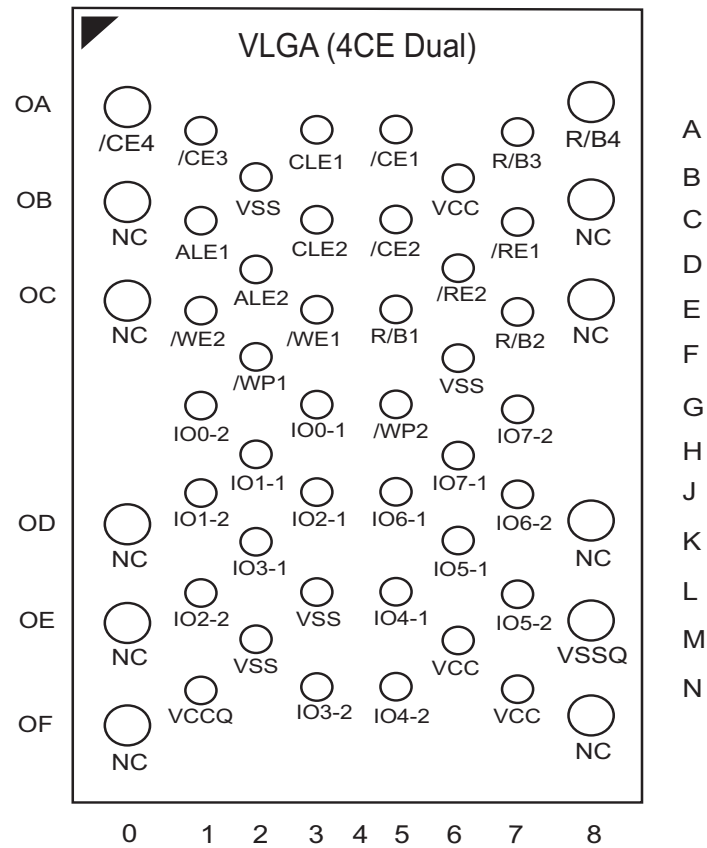 VLGA (4CE Dual)
OA
/CE4 /CE3 CLE1 /CE1 R/B3 R/B4 A
VSS VCC B
OB
NC ALE1 CLE2 /CE2 /RE1 NC C
ALE2 /RE2 D
OC
NC /WE2 /WE1 R/B1 R/B2 NC E
/WP1 VSS F
IO0-2 IO0-1 /WP2 IO7-2 G
IO1-1 IO7-1 H
IO1-2 IO2-1 IO6-1 IO6-2 J
OD
NC IO3-1 IO5-1 NC K
IO2-2 VSS IO4-1 IO5-2 L
OE
NC VSS VCC VSSQ M
VCCQ IO3-2 IO4-2 VCC N
OF
NC NC
0 1 2 3 4 5 6 7 8